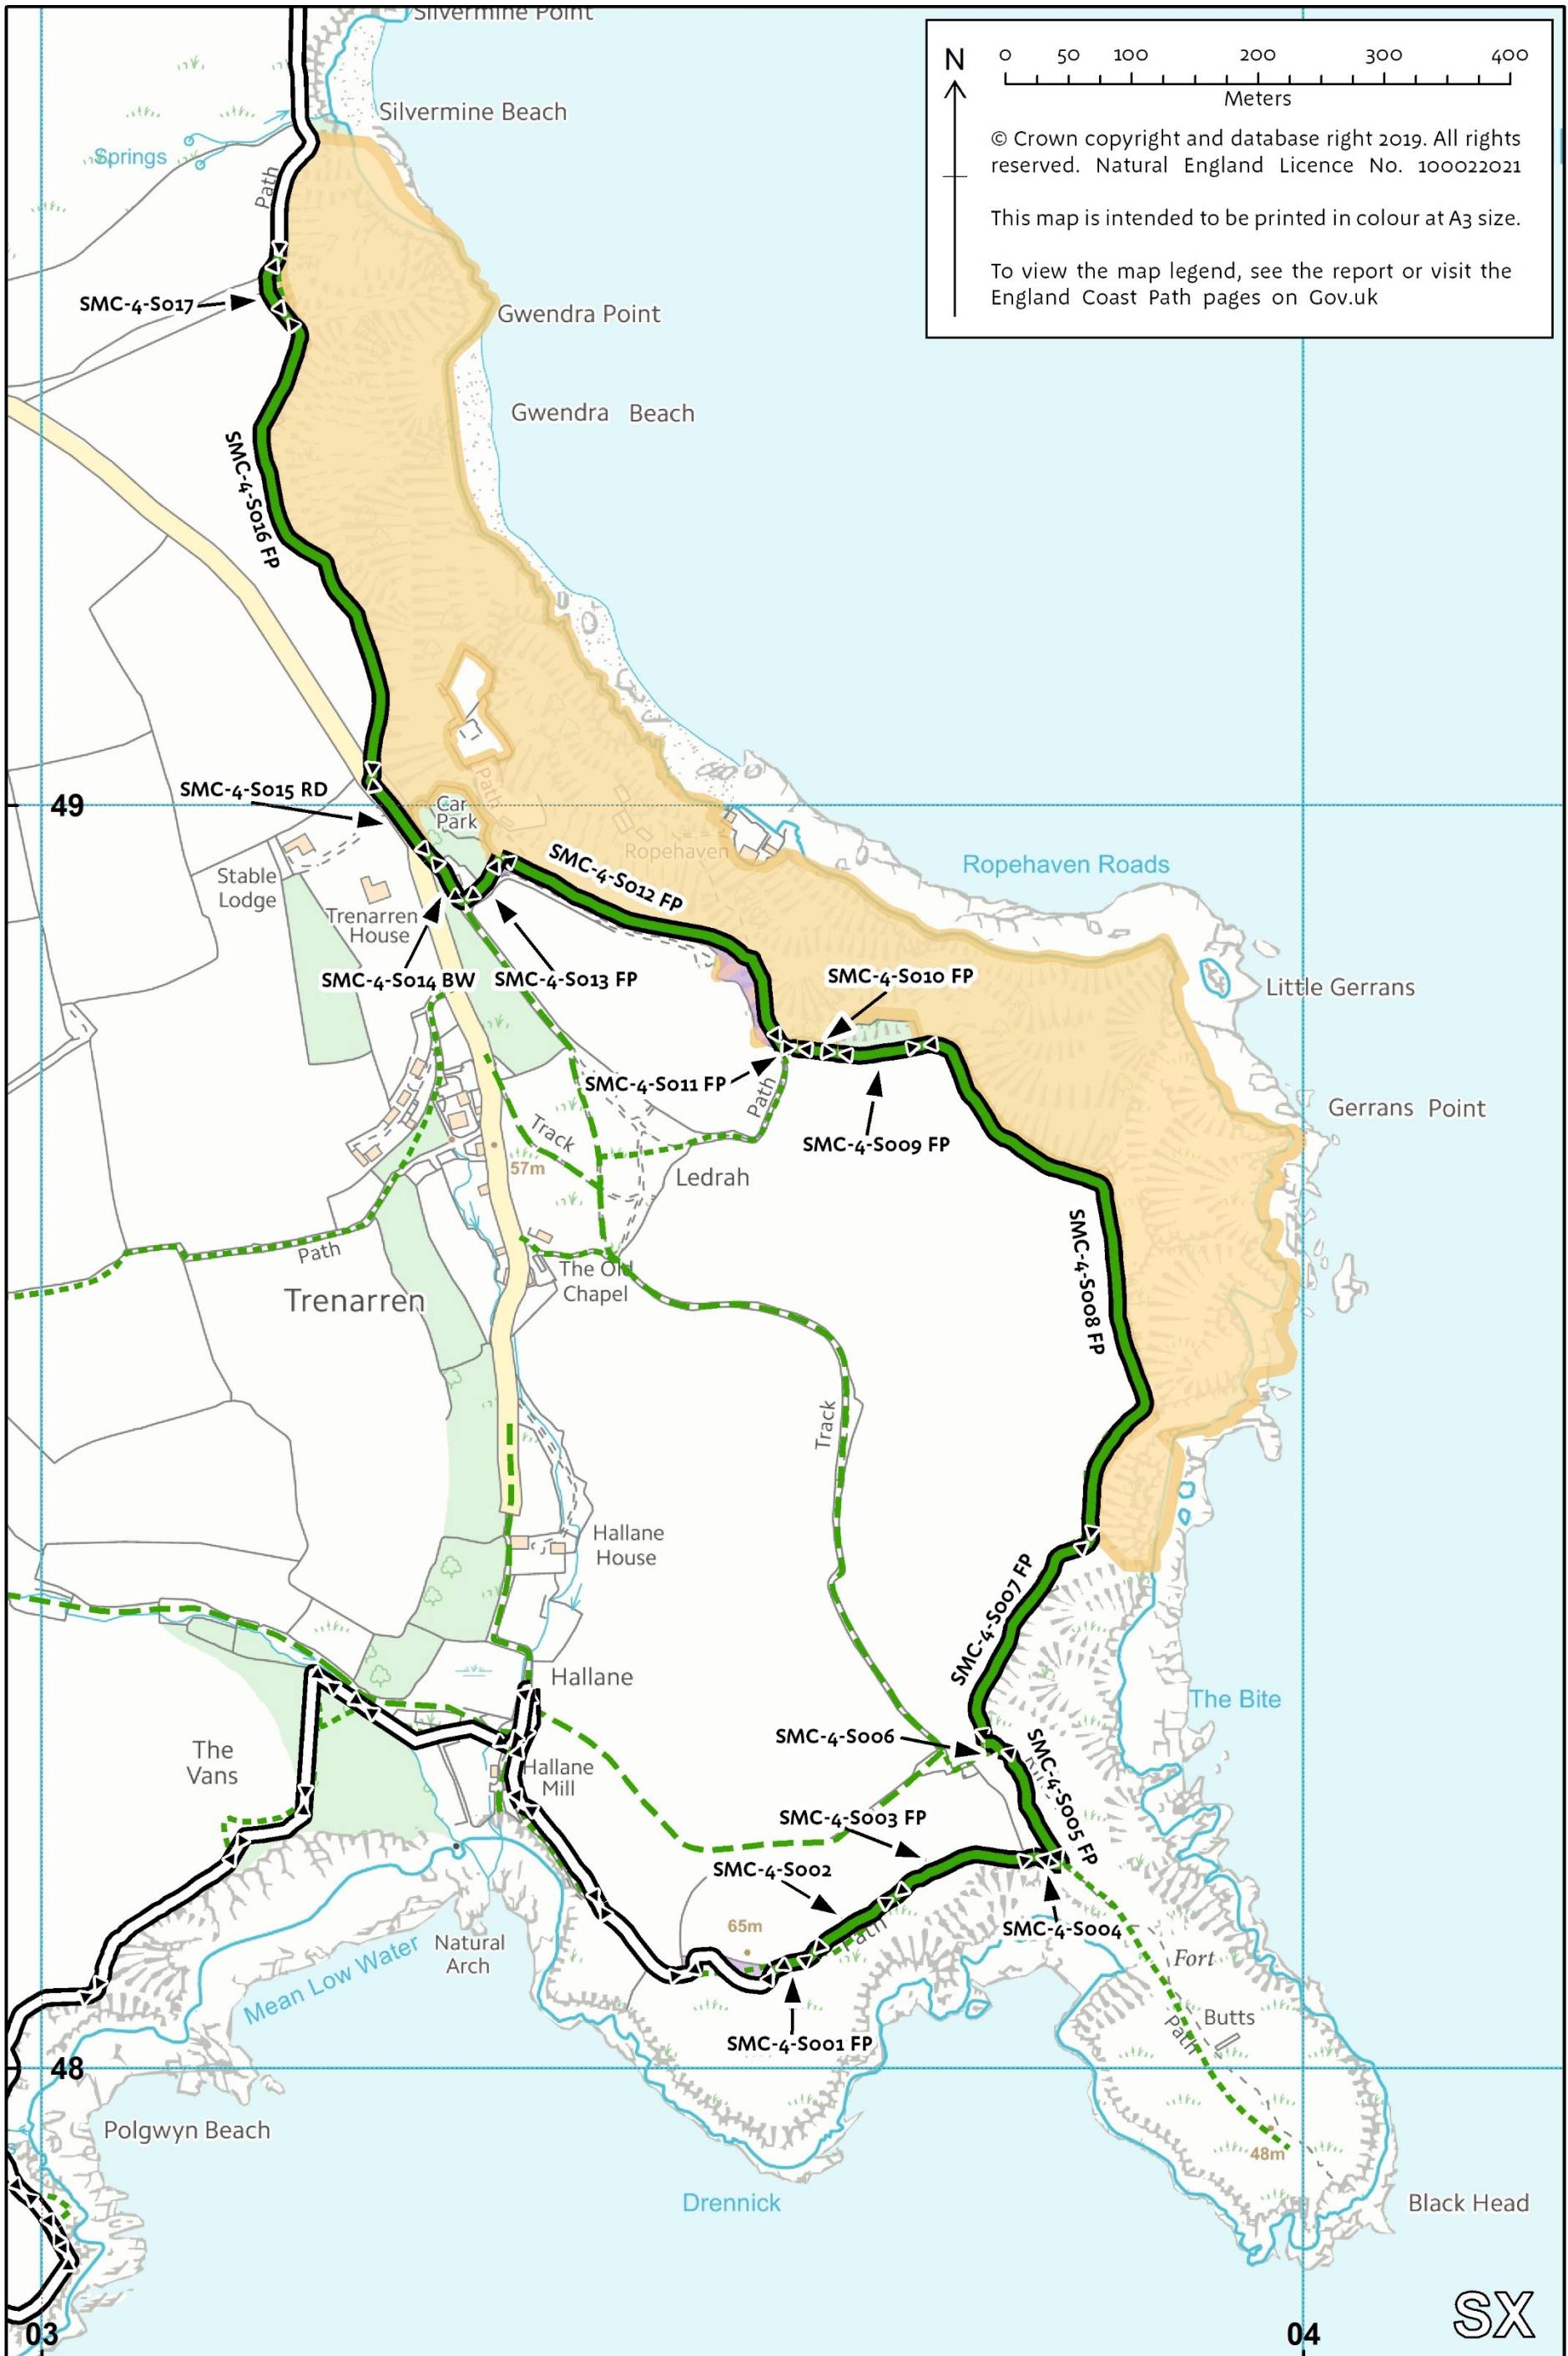 Silvermine Point
N
0 50 100 200 300 400
Meters
© Crown copyright and database right 2019. All rights
reserved. Natural England Licence No. 100022021
This map is intended to be printed in colour at A3 size.
To view the map legend, see the report or visit the
England Coast Path pages on Gov.uk
Silvermine Beach
Springs
Path
SMC-4-S017
Gwendra Point
Gwendra Beach
SMC-4-S016 FP
SMC-4-S015 RD
49
Car
Park
Path
Ropehaven
SMC-4-S012 FP
Ropehaven Roads
Stable
Lodge
Trenarren
House
SMC-4-S014 BW
SMC-4-S013 FP
SMC-4-S010 FP
Little Gerrans
SMC-4-S011 FP
Path
Gerrans Point
Track
SMC-4-S009 FP
57m
Ledrah
SMC-4-S008 FP
Path
The Old
Chapel
Trenarren
Track
Hallane
House
SMC-4-S007 FP
Hallane
The Bite
SMC-4-S006
The
Vans
Hallane
Mill
SMC-4-S005 FP
SMC-4-S003 FP
SMC-4-S002
65m
Path
SMC-4-S004
Natural
Arch
Mean Low Water
Fort
Butts
Path
SMC-4-S001 FP
48
Polgwyn Beach
48m
Drennick
Black Head
SX
03
04